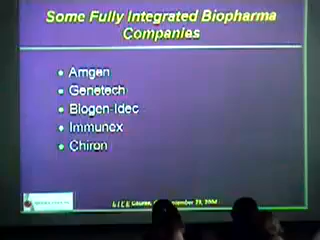 Some Fully Integrated Biopharma
Companies
Amgen
Genetech
Biogen-Idec
Immunex
Chiron